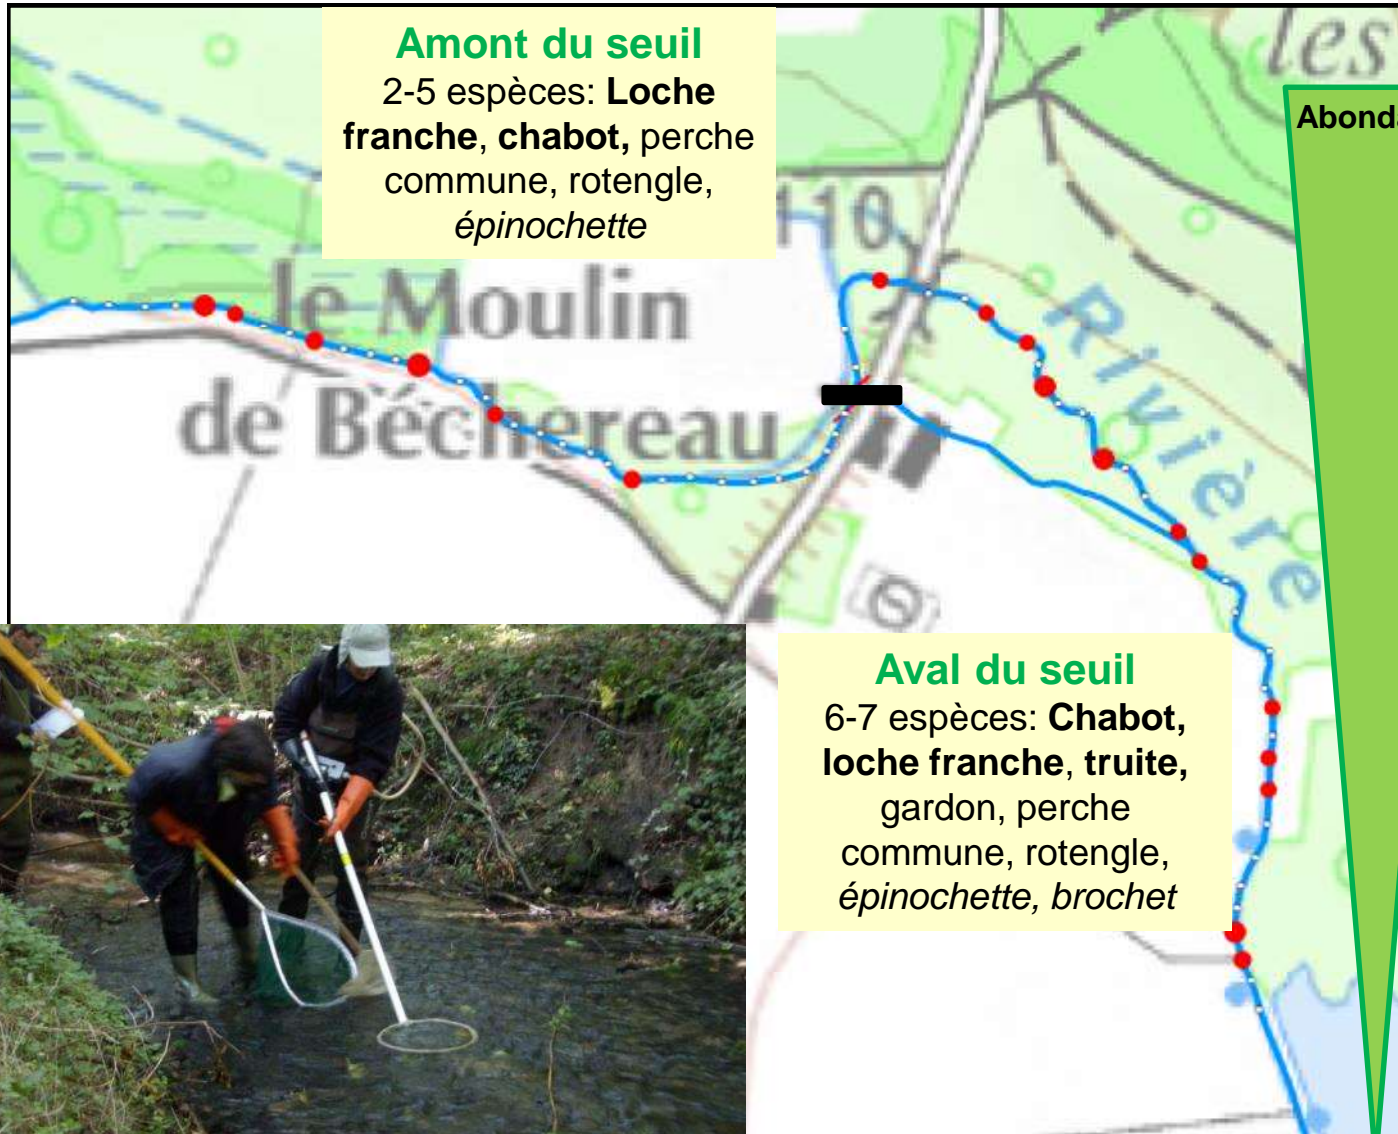 Amont du seuil
2-5 espèces: Loche
franche, chabot, perche
commune, rotengle,
épinochette
les
Abonda
110
le Moulin
de Béchereau
Rivière
Aval du seuil
6-7 espèces: Chabot,
loche franche, truite,
gardon, perche
commune, rotengle,
épinochette, brochet